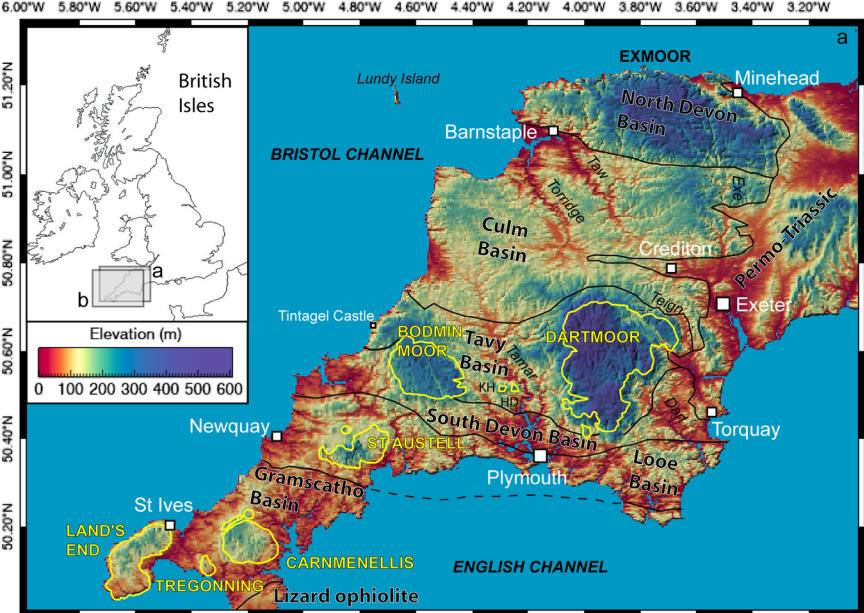 6.00°W 5.80°W 5.60°W 5.40°W 5.20°W 5.00°W 4.80°W 4.60°W 4.40°W 4.20°W 4.00°W 3.80°W 3.60°W 3.40°W 3.20°W
a
EXMOOR
British
Isles
Lundy Island
Minehead
51.20°N
North Devon
Basin
Barnstaple
BRISTOL CHANNEL
51.00°N
Taw
Torridge
Exe
Permo-Triassic
Culm
Basin
Crediton
50.80°N
a
b
Teign
Exeter
Tintagel Castle
Elevation (m)
BODMIN
MOOR
Tavy
Basin
Tamar
DARTMOOR
0 100 200 300 400 500 600
50.60°N
KH
HD
Dart
Newquay
South Devon Basin
Torquay
50.40°N
ST AUSTELL
Plymouth
Looe
Basin
Gramscatho
Basin
St Ives
50.20°N
LAND'S
END
CARNMENELLIS
ENGLISH CHANNEL
TREGONNING
Lizard ophiolite